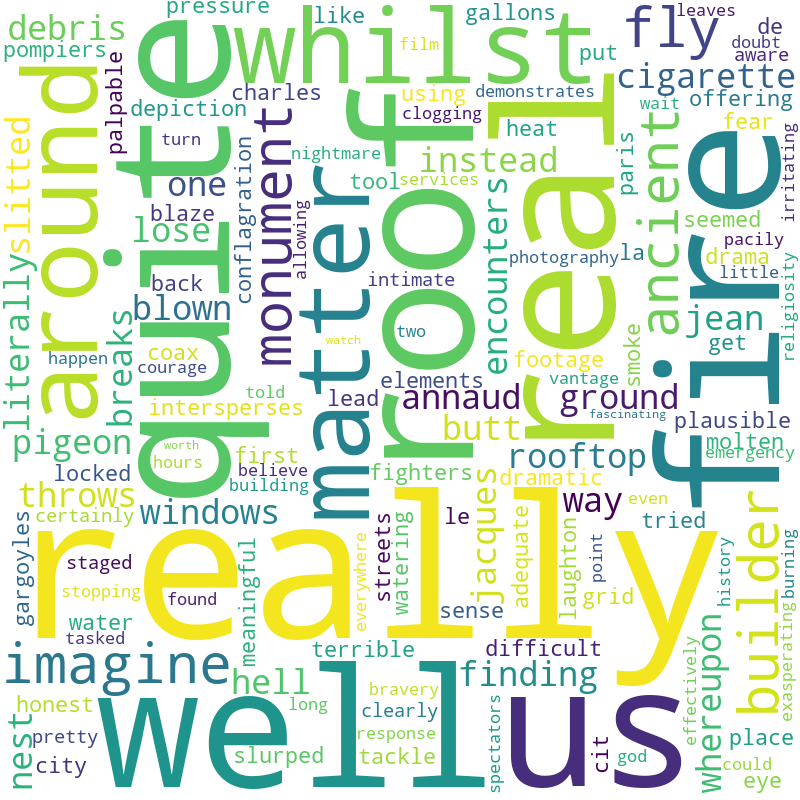 pressure
like
gallons
fly
leaves
de
debris
pompiers
whilst
film
put
doubt
aware
palpable
quite
charles
using
demonstrates
cigarette
around
depiction
clogging
wait
offering
slitted
turn
monument
matter
roof
heat
real
paris
ancient
fear
fire
irritating
nightmare
instead
one
conflagration
tool
services
literally
blaze
allowing
encounters
seemed
lose
photography
la
pacily
drama
back
intimate
little
religiosity
breaks
blown
two
smoke
jean
happen
coax
watch
footage
get
courage
elements
vantage
intersperses
told
lead
annaud
ground
fascinating
plausible
pigeon
worth
first
butt
molten
locked
hours
believe
fighters
rooftop
emergency
building
dramatic
throws
windows
jacques
way
even
builder
certainly
le
tried
gargoyles
staged
really
streets
watering
adequate
laughton
point
history
burning
stopping
found
everywhere
grid
water
meaningful
sense
whereupon
exasperating
tasked
terrible
difficult
imagine
well
us
finding
effectively
honest
hell
bravery
nest
long
clearly
spectators
cit
place
pretty
response
city
slurped
tackle
god
could
eye